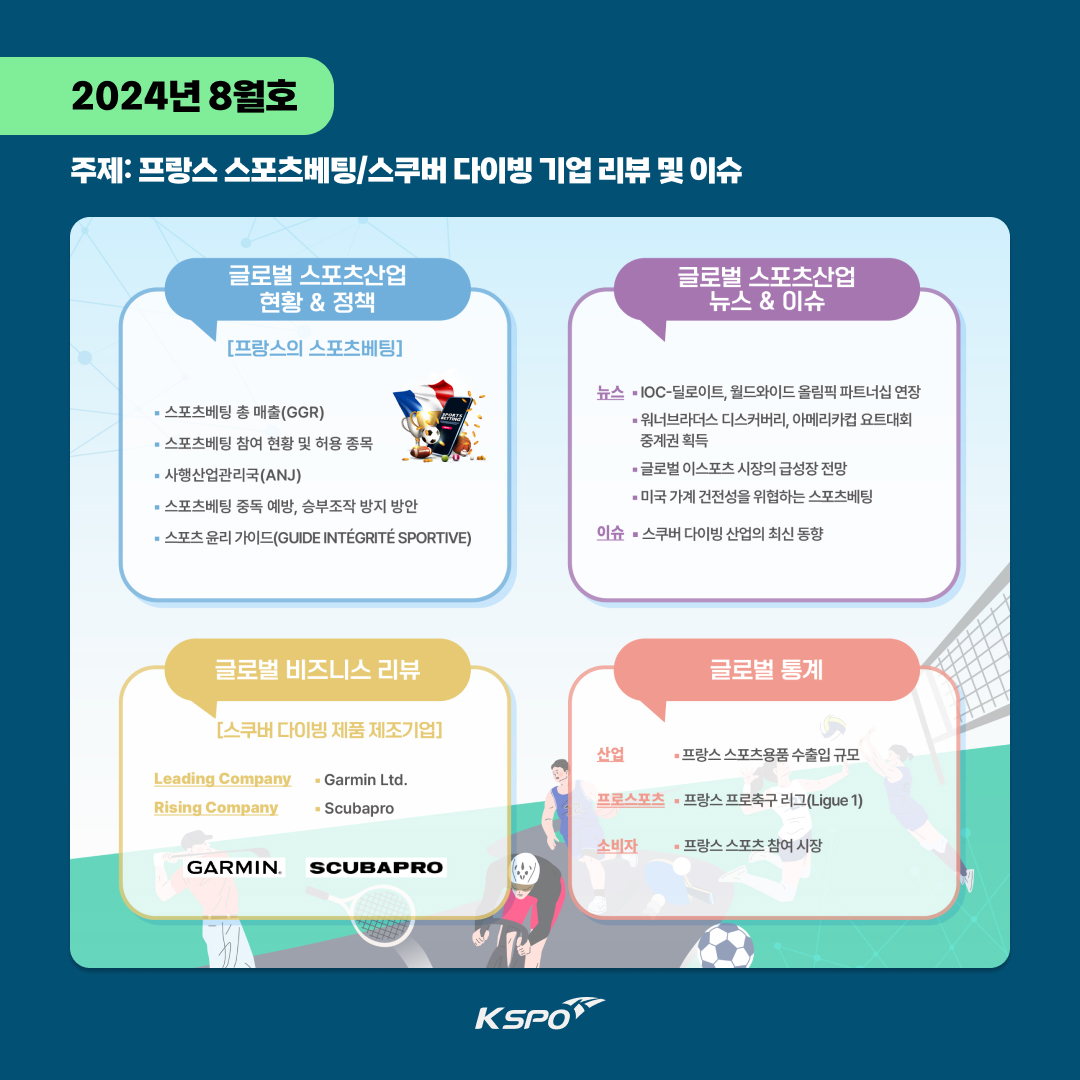 2024년 8월호
주제: 프랑스 스포츠베팅/스쿠버 다이빙 기업 리뷰 및 이슈
글로벌 스포츠산업
현황 & 정책
[프랑스의 스포츠베팅]
▪ 스포츠베팅 총 매출(GGR)
▪ 스포츠베팅 참여 현황 및 허용 종목
▪ 사행산업관리국(ANJ)
▪ 스포츠베팅 중독 예방, 승부조작 방지 방안
▪ 스포츠 윤리 가이드(GUIDE INTÉGRITÉ SPORTIVE)
SPORTS
BETTING
글로벌 스포츠산업
뉴스 & 이슈
뉴스 ▪ IOC-딜로이트, 월드와이드 올림픽 파트너십 연장
▪ 워너브라더스 디스커버리, 아메리카컵 요트대회
중계권 획득
▪ 글로벌 이스포츠 시장의 급성장 전망
▪ 미국 가계 건전성을 위협하는 스포츠베팅
이슈 ▪ 스쿠버 다이빙 산업의 최신 동향
글로벌 비즈니스 리뷰
[스쿠버 다이빙 제품 제조기업]
Leading Company ▪ Garmin Ltd.
Rising Company ▪ Scubapro
GARMIN. SCUBAPRO
글로벌 통계
산업 ▪ 프랑스 스포츠용품 수출입 규모
프로스포츠 ▪ 프랑스 프로축구 리그(Ligue 1)
소비자 ▪ 프랑스 스포츠 참여 시장
KSPO